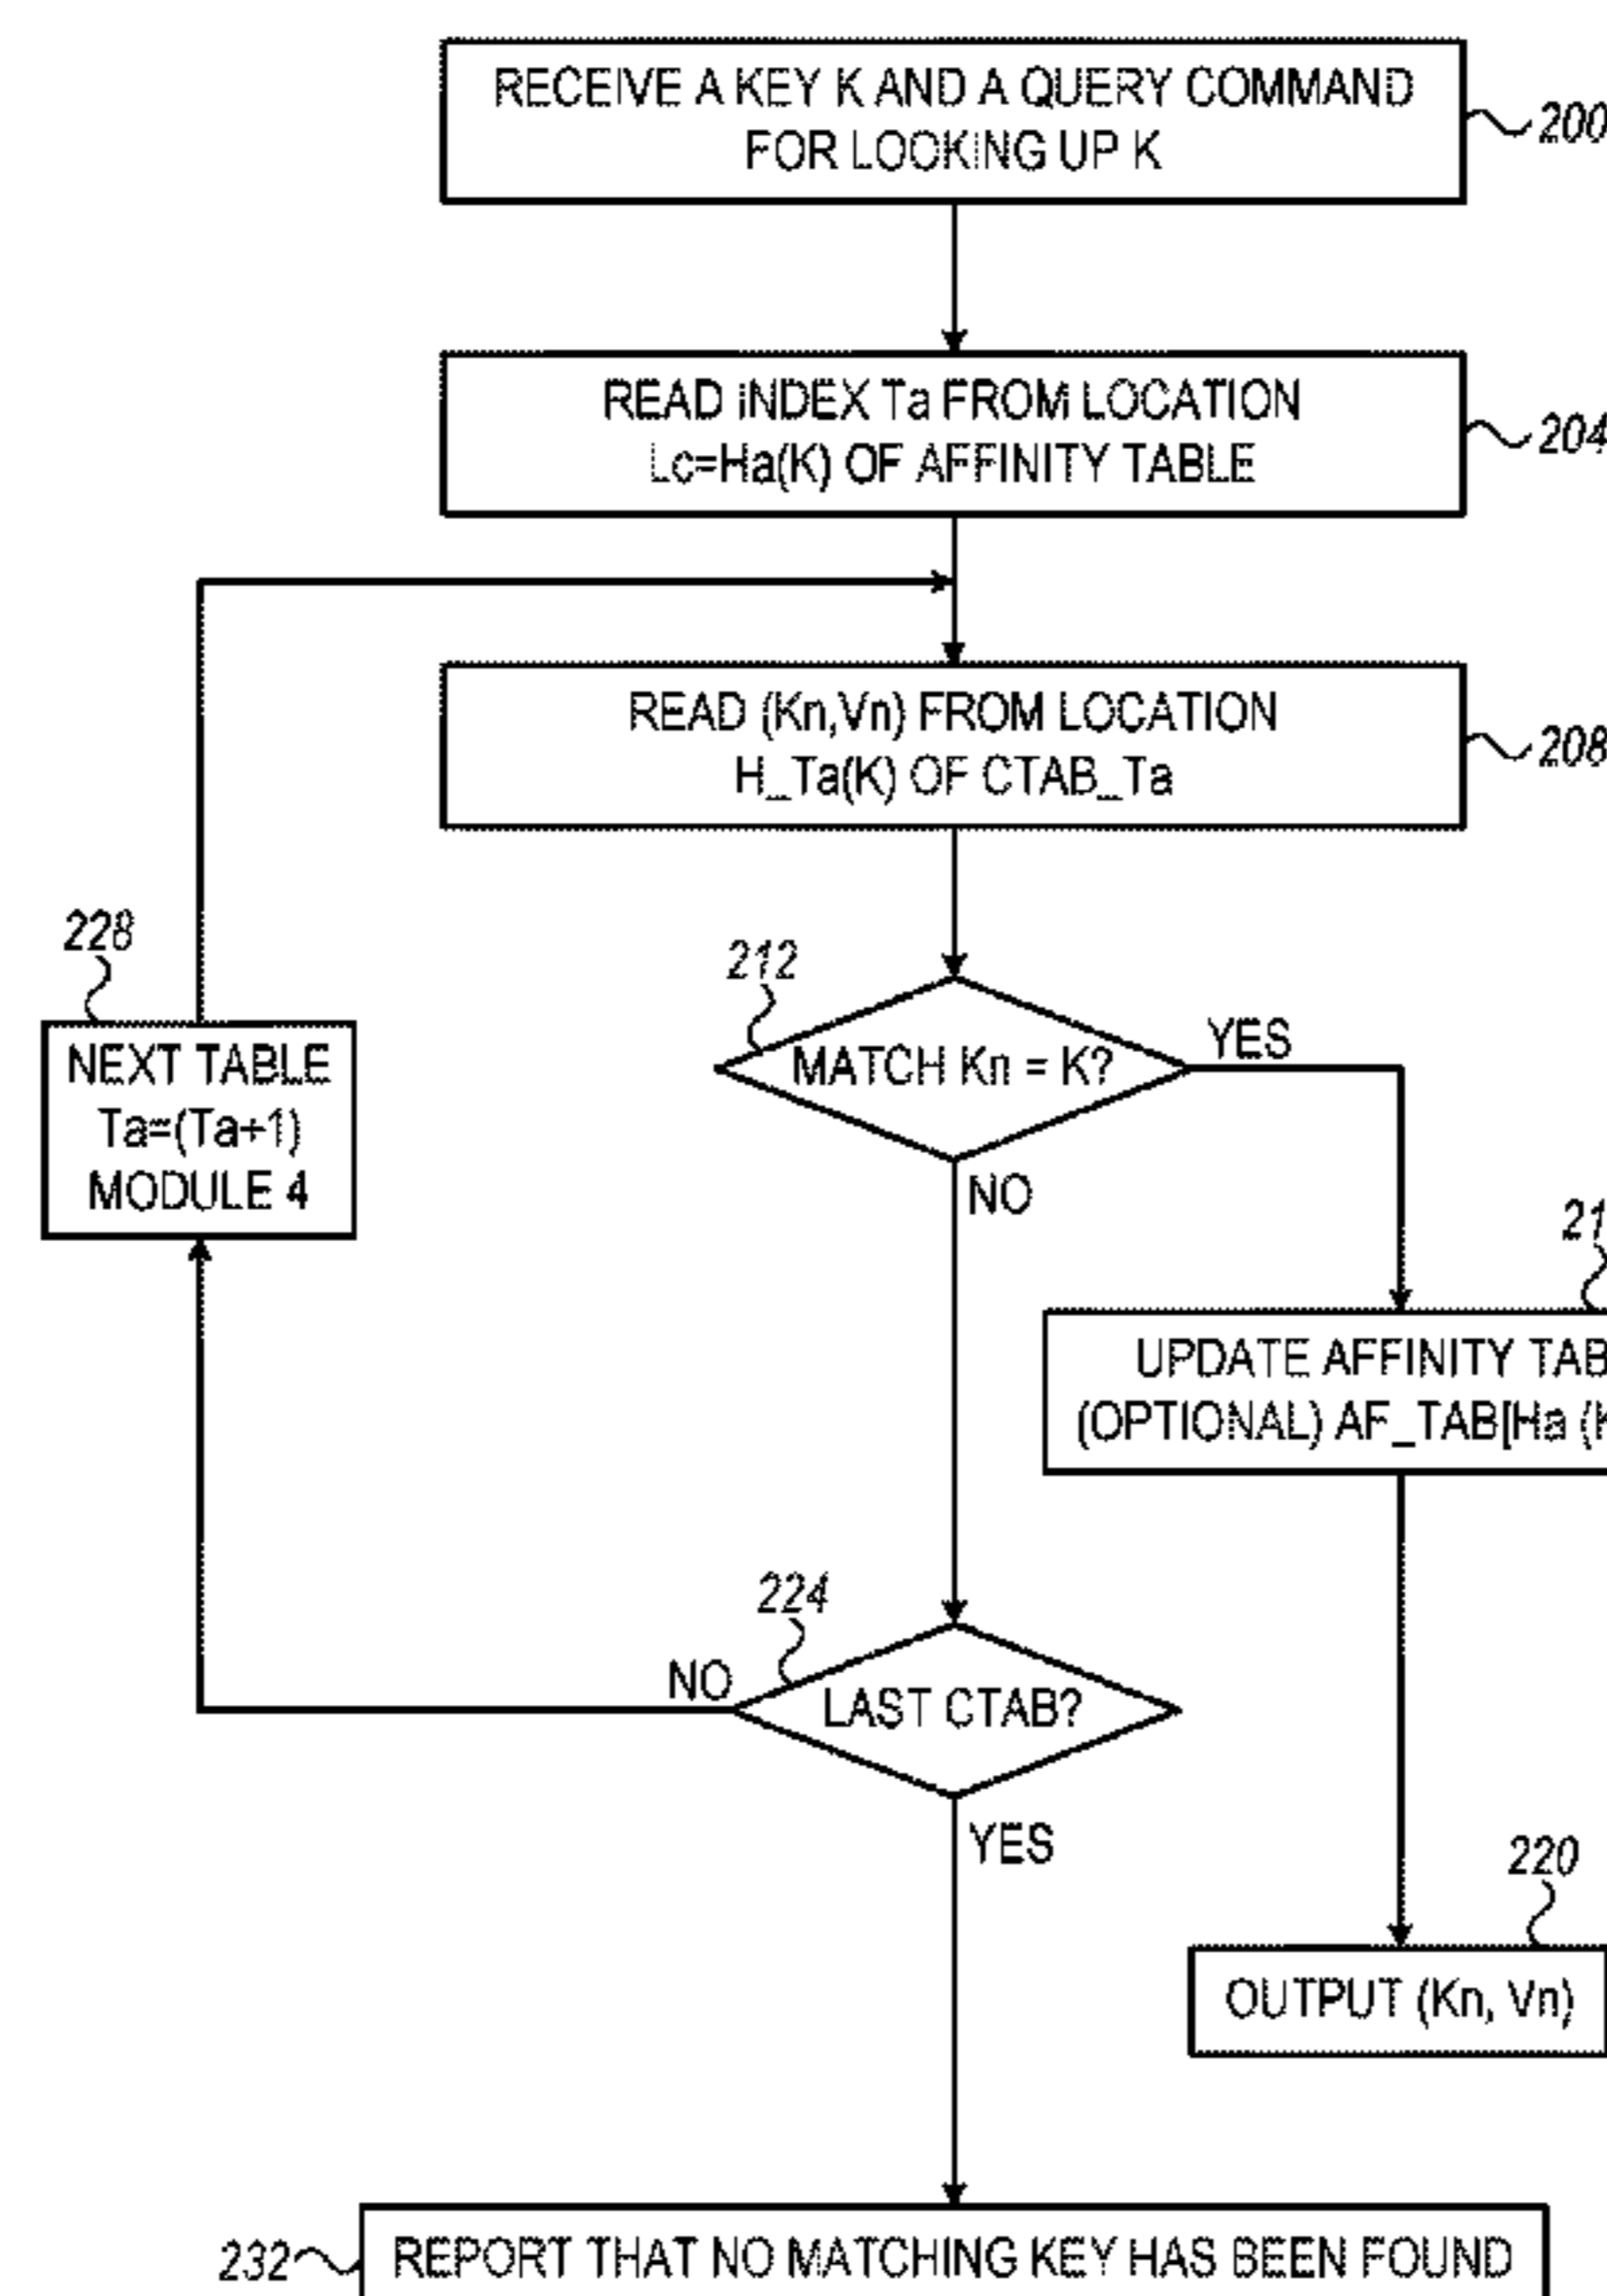 RECEIVE A KEY K AND A QUERY COMMAND
FOR LOOKING UP K
200
READ INDEX Ta FROM LOCATION
Lc=Ha(K) OF AFFINITY TABLE
204
READ (Kn,Vn) FROM LOCATION
H_Ta(K) OF CTAB_Ta
208
228
NEXT TABLE
Ta=(Ta+1)
MODULE 4
212
MATCH Kn = K?
YES
NO
21
UPDATE AFFINITY TAB
(OPTIONAL) AF_TAB[Ha (K
224
NO
LAST CTAB?
YES
220
OUTPUT (Kn, Vn)
232
REPORT THAT NO MATCHING KEY HAS BEEN FOUND